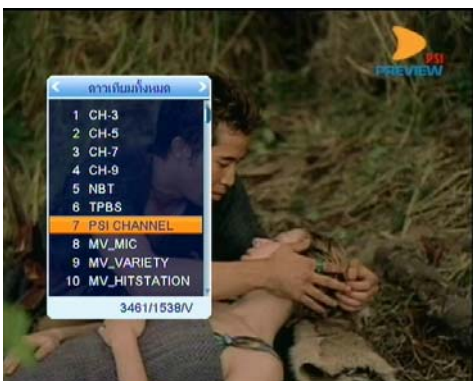 PSI
PREVIEW
ดาวเทียมทั้งหมด
1 CH-3
2 CH-5
3 CH-7
4 CH-9
5 NBT
6 TPBS
7 PSI CHANNEL
8 MV_MIC
9 MV_VARIETY
10 MV_HITSTATION
3461/1538/V